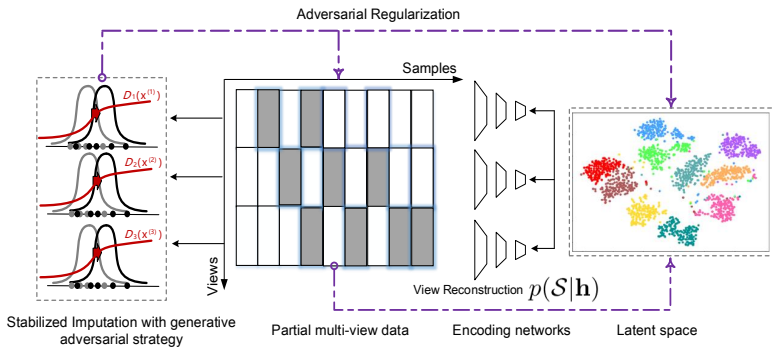 Adversarial Regularization
Samples
D₁(x⁽¹⁾)
D₂(x⁽²⁾)
D₃(x⁽³⁾)
Views
View Reconstruction p(S|h)
Stabilized Imputation with generative
adversarial strategy
Partial multi-view data
Encoding networks
Latent space